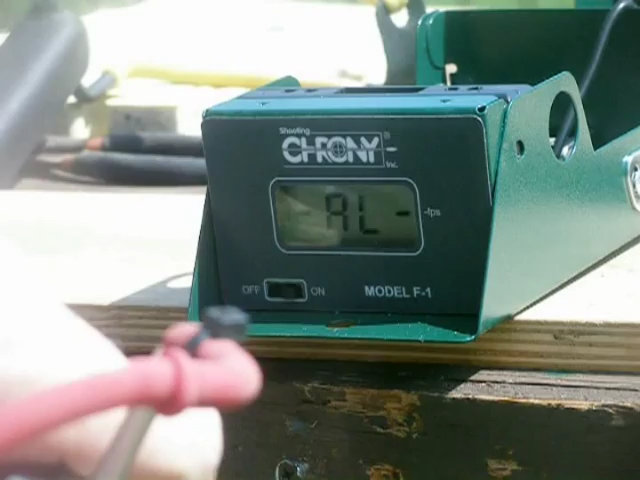 Shooting
CHRONY®
Inc.
-AL- -fps
OFF ON MODEL F-1